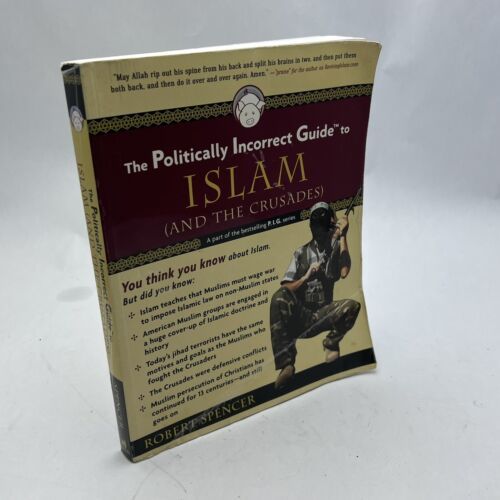 "May Allah rip out his spine from his back and split his brains in two, and then put them
both back, and then do it over and over again. Amen." —"praise" for the author on RevivingIslam.com
The Politically Incorrect Guide™ to
ISLAM
(AND THE CRUSADES)
A part of the bestselling P.I.G. series
You think you know about Islam.
But did you know:
Islam teaches that Muslims must wage war
to impose Islamic law on non-Muslim states
American Muslim groups are engaged in
a huge cover-up of Islamic doctrine and
history
Today's jihad terrorists have the same
motives and goals as the Muslims who
fought the Crusaders
The Crusades were defensive conflicts
Muslim persecution of Christians has
continued for 13 centuries—and still
goes on
ROBERT SPENCER
The Politically Incorrect Guide™ to
ISLAM